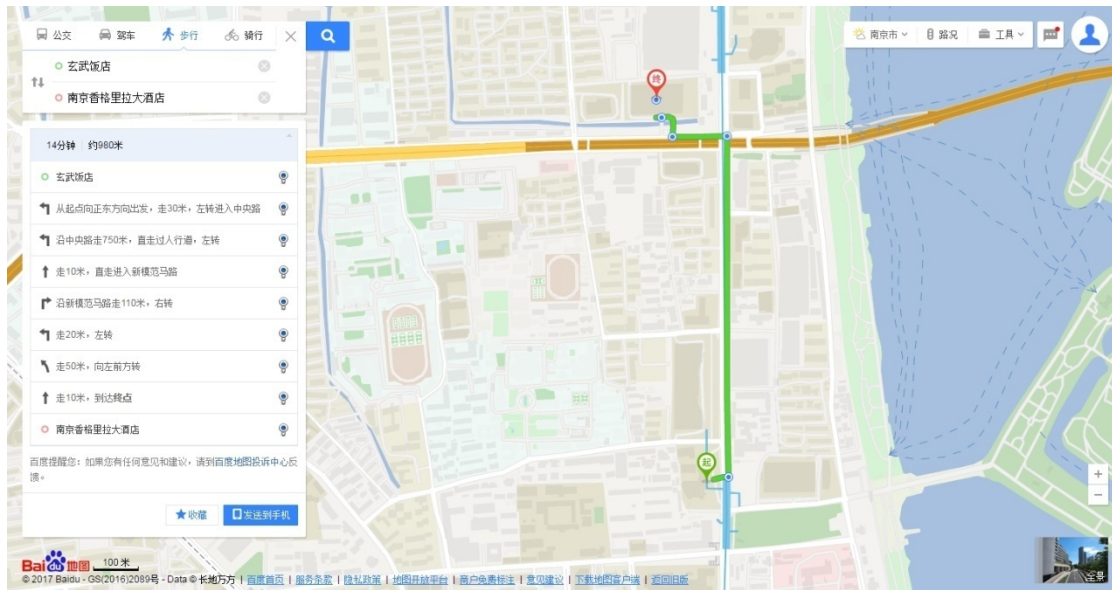 公交 驾车 步行 骑行
南京市 路况 工具
玄武饭店
南京香格里拉大酒店
终
14分钟 约980米
玄武饭店
从起点向正东方向出发，走30米，左转进入中央路
沿中央路走750米，直走过人行道，左转
走10米，直走进入新模范马路
沿新模范马路走110米，右转
走20米，左转
走50米，向左前方转
走10米，到达终点
南京香格里拉大酒店
起
百度提醒您：如果您有任何意见和建议，请到百度地图投诉中心反
馈。
收藏 发送到手机
Bai du 地图 100 米
© 2017 Baidu - GS(2016)2089号 - Data © 长地万方 | 百度首页 | 服务条款 | 隐私政策 | 地图开放平台 | 商户免费标注 | 意见建议 | 下载地图客户端 | 返回旧版
全景